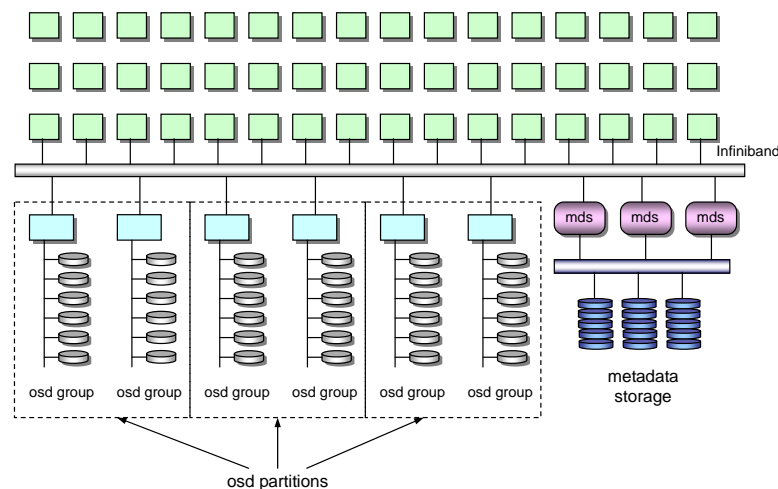 Infiniband
mds mds mds
osd group osd group osd group osd group osd group osd group
metadata
storage
osd partitions